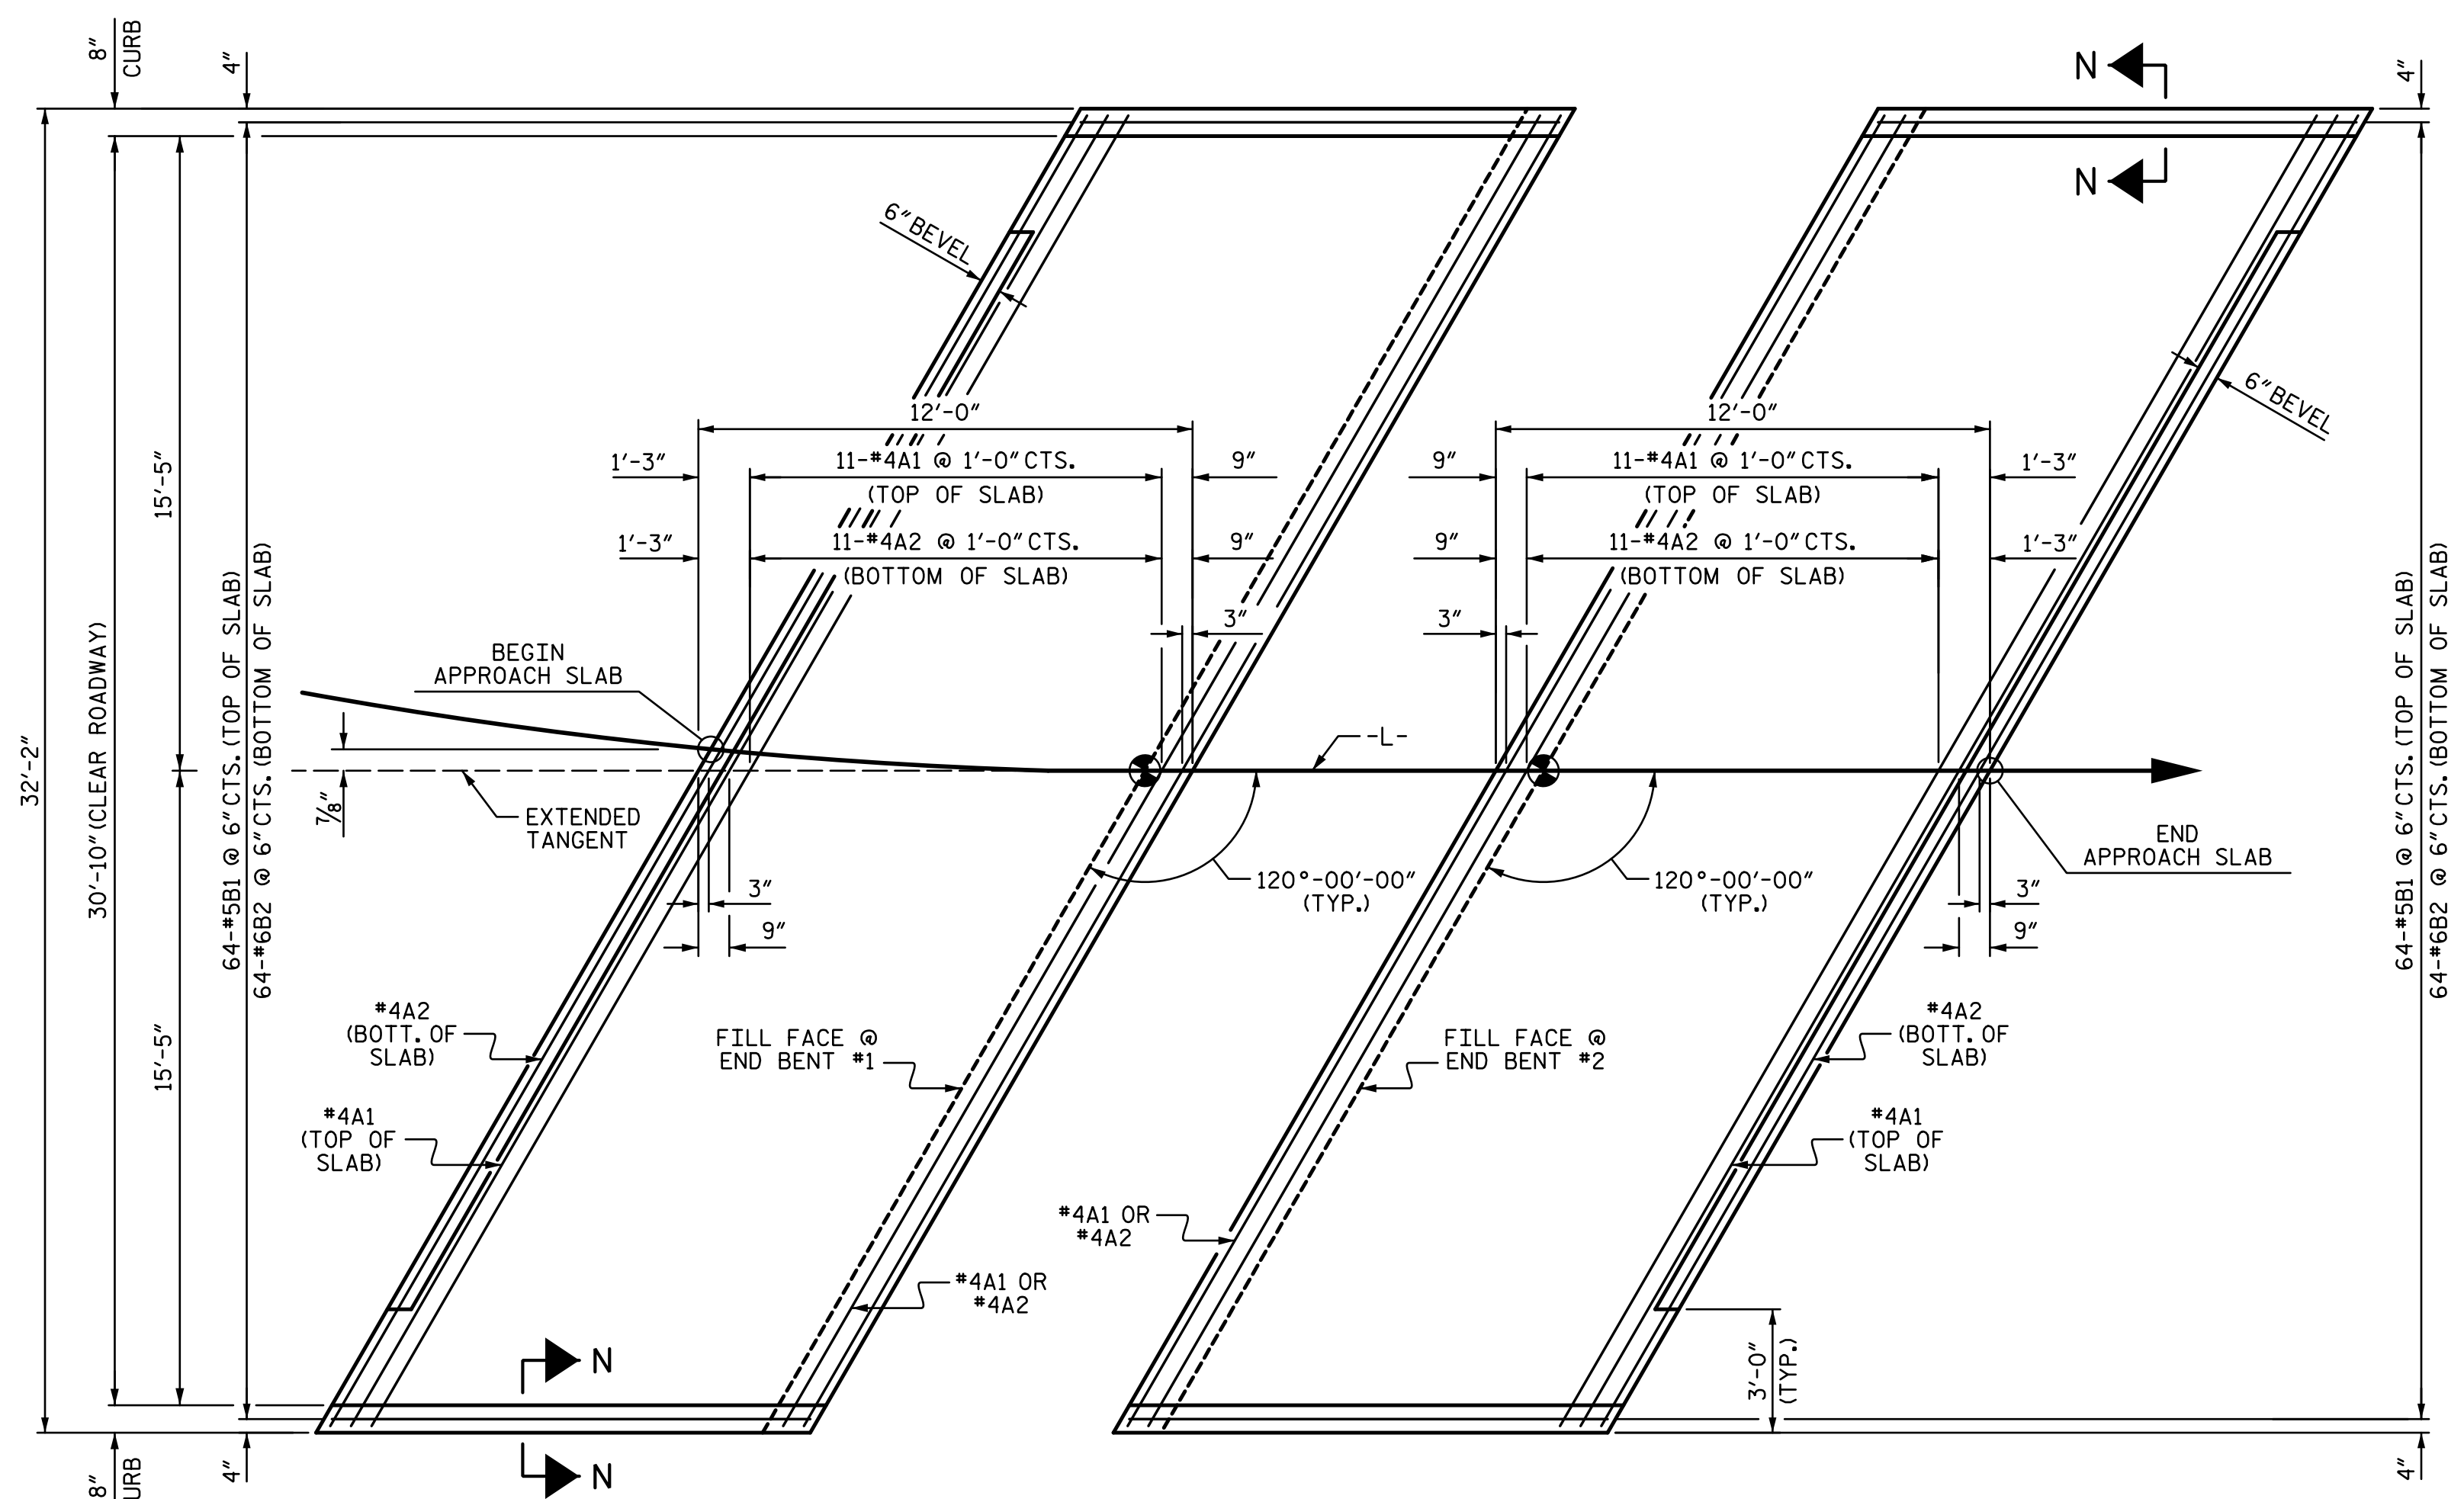 8"
CURB
4"
N
4"
N
6" BEVEL
6" BEVEL
12'-0"
12'-0"
1'-3"
11-#4A1 @ 1'-0" CTS.
(TOP OF SLAB)
9"
9"
11-#4A1 @ 1'-0" CTS.
(TOP OF SLAB)
1'-3"
1'-3"
11-#4A2 @ 1'-0" CTS.
(BOTTOM OF SLAB)
9"
9"
11-#4A2 @ 1'-0" CTS.
(BOTTOM OF SLAB)
1'-3"
3"
3"
15'-5"
32'-2"
30'-10" (CLEAR ROADWAY)
64-#5B1 @ 6" CTS. (TOP OF SLAB)
64-#6B2 @ 6" CTS. (BOTTOM OF SLAB)
BEGIN
APPROACH SLAB
-L-
7/8"
EXTENDED
TANGENT
120°-00'-00"
(TYP.)
120°-00'-00"
(TYP.)
END
APPROACH SLAB
64-#5B1 @ 6" CTS. (TOP OF SLAB)
64-#6B2 @ 6" CTS. (BOTTOM OF SLAB)
3"
9"
3"
9"
15'-5"
#4A2
(BOTT. OF
SLAB)
FILL FACE @
END BENT #1
FILL FACE @
END BENT #2
#4A2
(BOTT. OF
SLAB)
#4A1
(TOP OF
SLAB)
#4A1
(TOP OF
SLAB)
#4A1 OR
#4A2
#4A1 OR
#4A2
3'-0"
(TYP.)
N
N
8"
URB
4"
4"